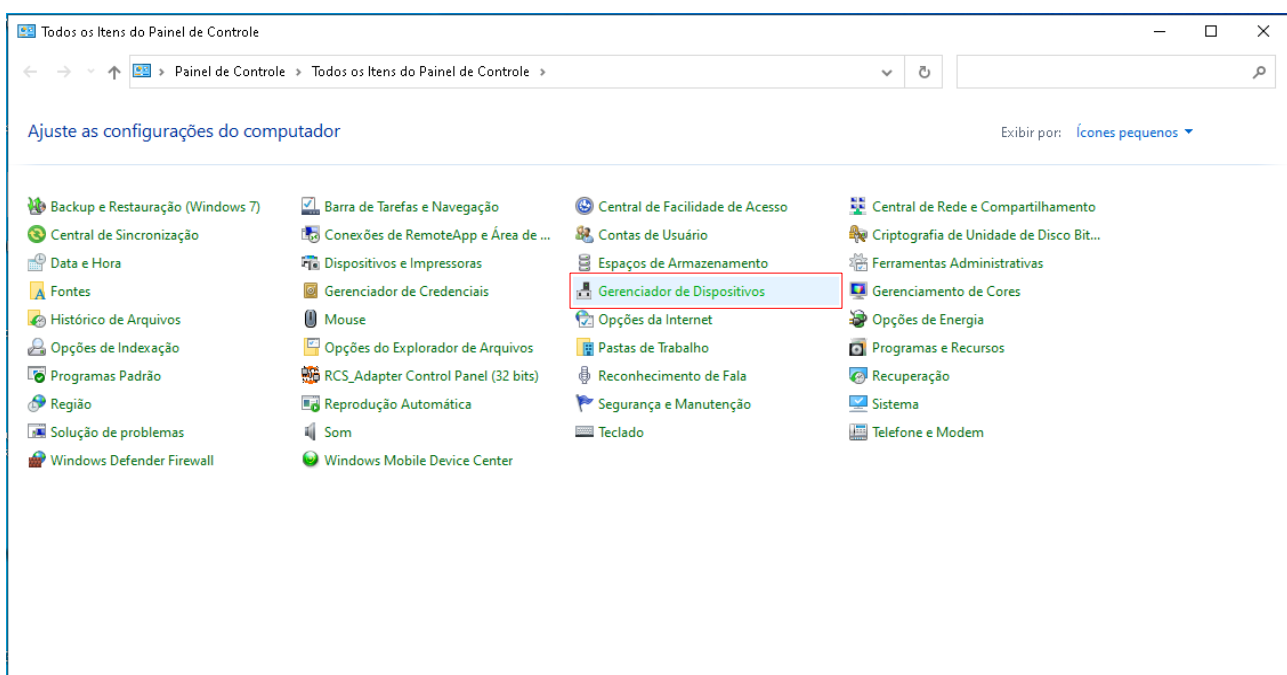 Todos os Itens do Painel de Controle
Painel de Controle > Todos os Itens do Painel de Controle >
Ajuste as configurações do computador
Exibir por: Ícones pequenos
Backup e Restauração (Windows 7)
Barra de Tarefas e Navegação
Central de Facilidade de Acesso
Central de Rede e Compartilhamento
Central de Sincronização
Conexões de RemoteApp e Área de ...
Contas de Usuário
Criptografia de Unidade de Disco Bit...
Data e Hora
Dispositivos e Impressoras
Espaços de Armazenamento
Ferramentas Administrativas
Fontes
Gerenciador de Credenciais
Gerenciador de Dispositivos
Gerenciamento de Cores
Histórico de Arquivos
Mouse
Opções da Internet
Opções de Energia
Opções de Indexação
Opções do Explorador de Arquivos
Pastas de Trabalho
Programas e Recursos
Programas Padrão
RCS_Adapter Control Panel (32 bits)
Reconhecimento de Fala
Recuperação
Região
Reprodução Automática
Segurança e Manutenção
Sistema
Solução de problemas
Som
Teclado
Telefone e Modem
Windows Defender Firewall
Windows Mobile Device Center